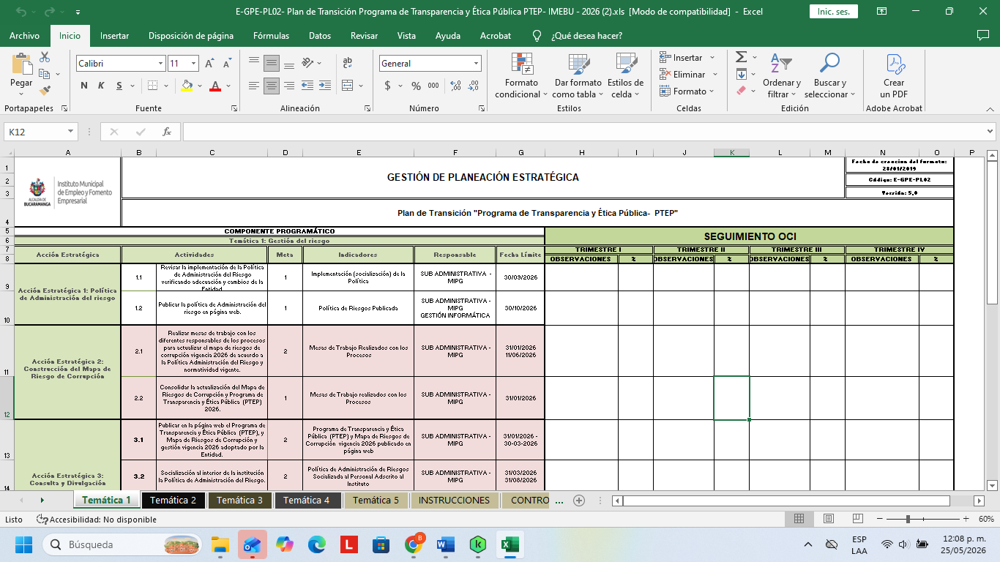 E-GPE-PL02- Plan de Transición Programa de Transparencia y Ética Pública PTEP- IMEBU - 2026 (2).xls [Modo de compatibilidad] - Excel
Inic. ses.
Archivo Inicio Insertar Disposición de página Fórmulas Datos Revisar Vista Ayuda Acrobat ¿Qué desea hacer?
Pegar
Calibri 11
N K S
A A
ab
General
$ % 000
Formato condicional
Dar formato como tabla
Estilos de celda
Insertar
Eliminar
Formato
Ordenar y filtrar
Buscar y seleccionar
Crear un PDF
Portapapeles Fuente Alineación Número Estilos Celdas Edición Adobe Acrobat
K12 fx
A B C D E F G H I J K L M N O P
1
2
3
4
5
6
7
8
9
10
11
12
13
14
ALCALDÍA DE
BUCARAMANGA
Instituto Municipal
de Empleo y Fomento
Empresarial
GESTIÓN DE PLANEACIÓN ESTRATÉGICA
Fecha de creacion del formato:
28/01/2019
Código: E-GPE-PL02
Versión: 5,0
Plan de Transición "Programa de Transparencia y Ética Pública- PTEP"
COMPONENTE PROGRAMÁTICO
Temática 1: Gestión del riesgo
SEGUIMIENTO OCI
Acción Estratégica Actividades Meta Indicadores Responsable Fecha Límite
TRIMESTRE I TRIMESTRE II TRIMESTRE III TRIMESTRE IV
OBSERVACIONES % OBSERVACIONES % OBSERVACIONES % OBSERVACIONES %
Acción Estratégica 1: Política
de Administración del riesgo
1.1
Revisar la implementación de la Política
de Administración del Riesgo
verificando adecuación y cambios de la
Entidad.
1
Implementación (socialización) de la
Política
SUB ADMINISTRATIVA -
MIPG
30/09/2026
1.2
Publicar la política de Administración del
riesgo en página web.
1
Política de Riesgos Publicada
SUB ADMINISTRATIVA -
MIPG
GESTIÓN INFORMÁTICA
30/10/2026
Acción Estratégica 2:
Construcción del Mapa de
Riesgo de Corrupción
2.1
Realizar mesas de trabajo con los
diferentes responsables de los procesos
para actualizar el mapa de riesgos de
corrupción vigencia 2026 de acuerdo a
la Política Administración del Riesgo y
normatividad vigente.
2
Mesas de Trabajo Realizados con los
Procesos
SUB ADMINISTRATIVA -
MIPG
31/01/2026
11/06/2026
2.2
Consolidar la actualización del Mapa de
Riesgos de Corrupción y Programa de
Transparencia y Ética Pública (PTEP)
2026.
1
Mesas de Trabajo realizados con los
Procesos
SUB ADMINISTRATIVA -
MIPG
31/01/2026
Acción Estratégica 3:
Consulta y Divulgación
3.1
Publicar en la página web el Programa de
Transparencia y Ética Pública (PTEP), y
Mapa de Riesgos de Corrupción y
gestión vigencia 2026 adoptado por la
Entidad.
2
Programa de Transparencia y Ética
Pública (PTEP) y Mapa de Riesgos de
Corrupción vigencia 2026 publicado en
página web
SUB ADMINISTRATIVA -
MIPG
31/01/2026 -
30-03-2026
3.2
Socialización al interior de la institución
la Política de Administración del Riesgo.
2
Política de Administración de Riesgos
Socializada al Personal Adscrito al
Instituto
SUB ADMINISTRATIVA -
MIPG
31/03/2026
31/08/2026
Temática 1 Temática 2 Temática 3 Temática 4 Temática 5 INSTRUCCIONES CONTRO ...
Listo Accesibilidad: No disponible 60%
Búsqueda
L
B
ESP
LAA
12:08 p. m.
25/05/2026